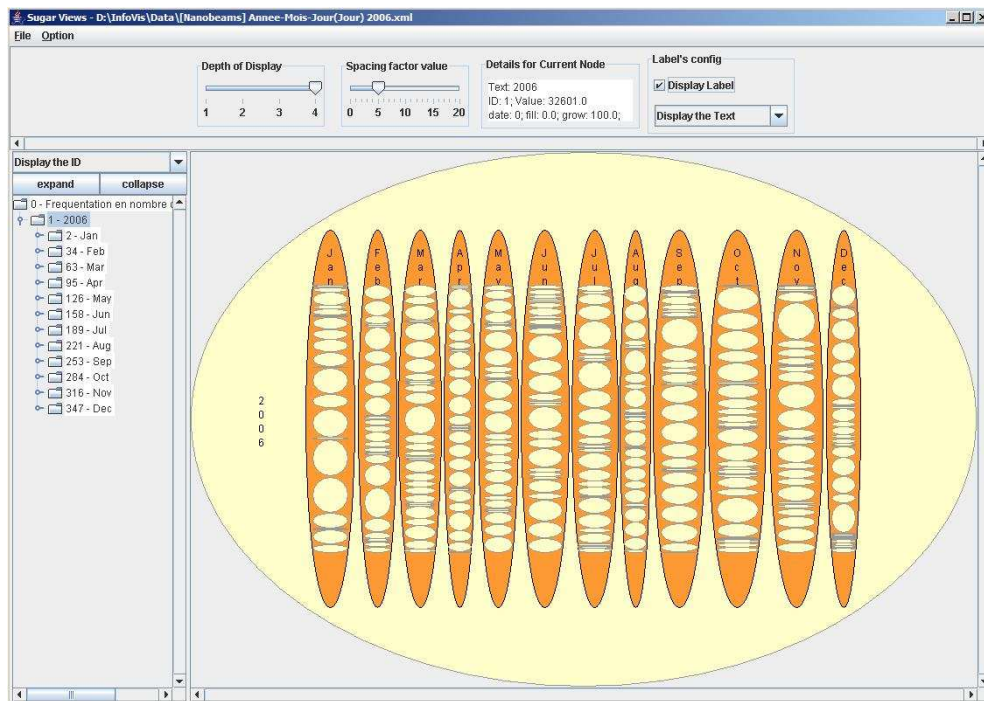 Sugar Views - D:\InfoVis\Data\[Nanobeams] Annee-Mois-Jour(Jour) 2006.xml
File Option
Depth of Display
1 2 3 4
Spacing factor value
0 5 10 15 20
Details for Current Node
Text: 2006
ID: 1; Value: 32601.0
date: 0; fill: 0.0; grow: 100.0;
Label's config
Display Label
Display the Text
Display the ID
expand collapse
0 - Frequentation en nombre
1 - 2006
2 - Jan
34 - Feb
63 - Mar
95 - Apr
126 - May
158 - Jun
189 - Jul
221 - Aug
253 - Sep
284 - Oct
316 - Nov
347 - Dec
2006
Jan Feb Mar Apr May Jun Jul Aug Sep Oct Nov Dec